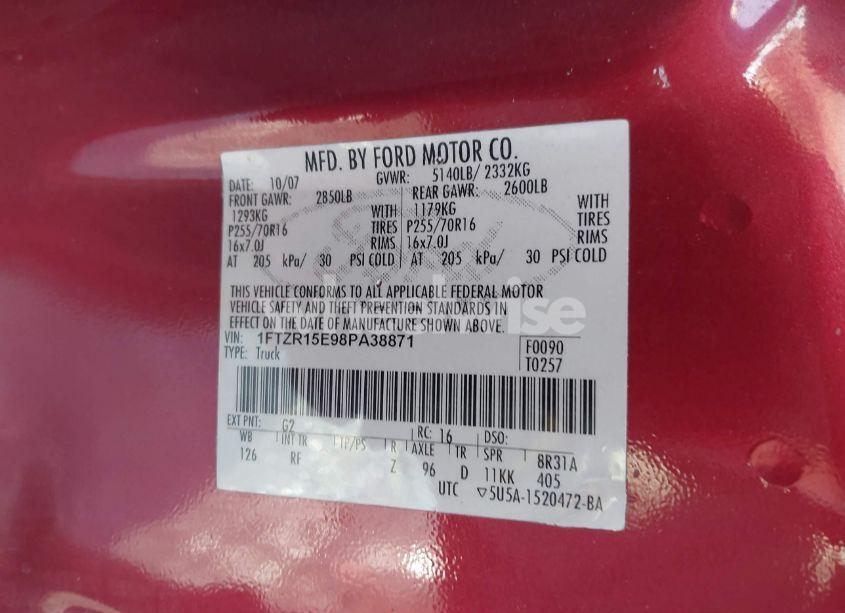 MFD. BY FORD MOTOR CO.
DATE: 10/07 GVWR: 5140LB/ 2332KG
FRONT GAWR: 2850LB REAR GAWR: 2600LB
1293KG WITH 1179KG WITH
P255/70R16 TIRES P255/70R16 TIRES
16x7.0J RIMS 16x7.0J RIMS
AT 205 kPa/ 30 PSI COLD AT 205 kPa/ 30 PSI COLD
THIS VEHICLE CONFORMS TO ALL APPLICABLE FEDERAL MOTOR
VEHICLE SAFETY AND THEFT PREVENTION STANDARDS IN
EFFECT ON THE DATE OF MANUFACTURE SHOWN ABOVE.
VIN: 1FTZR15E98PA38871 F0090
TYPE: Truck T0257
EXT PNT: G2 RC: 16 DSO:
WB INT TR TP/PS R AXLE TR SPR 8R31A
126 RF Z 96 D 11KK 405
UTC ▽5U5A-1520472-BA